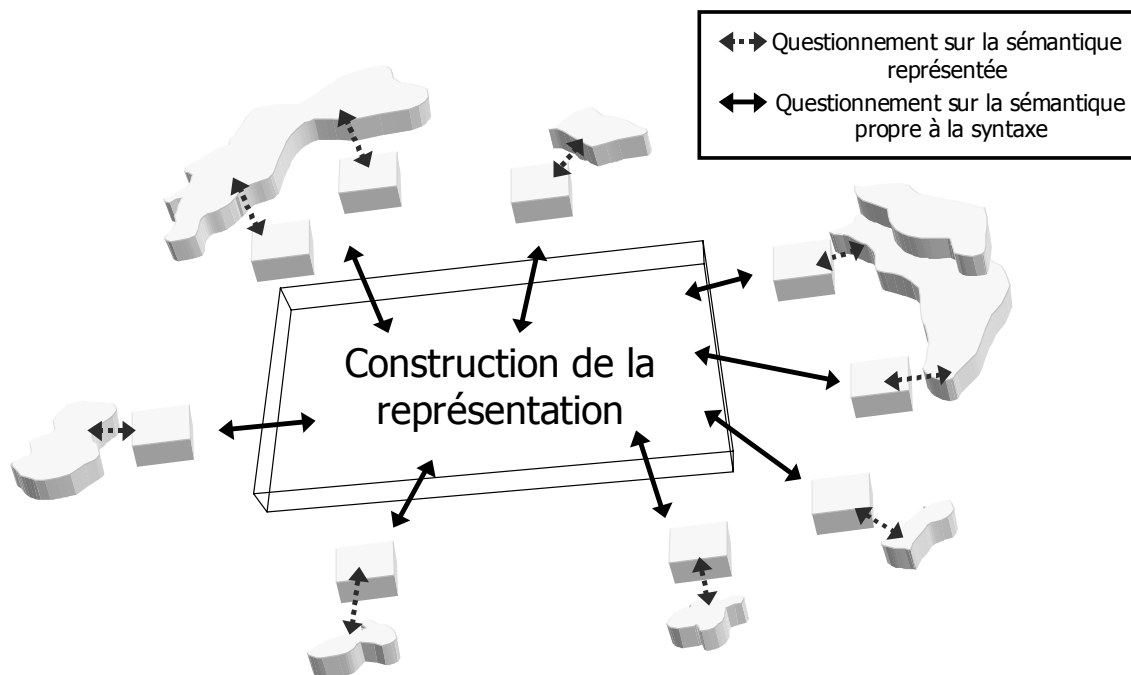 Questionnement sur la sémantique
représentée
Questionnement sur la sémantique
propre à la syntaxe
Construction de la
représentation